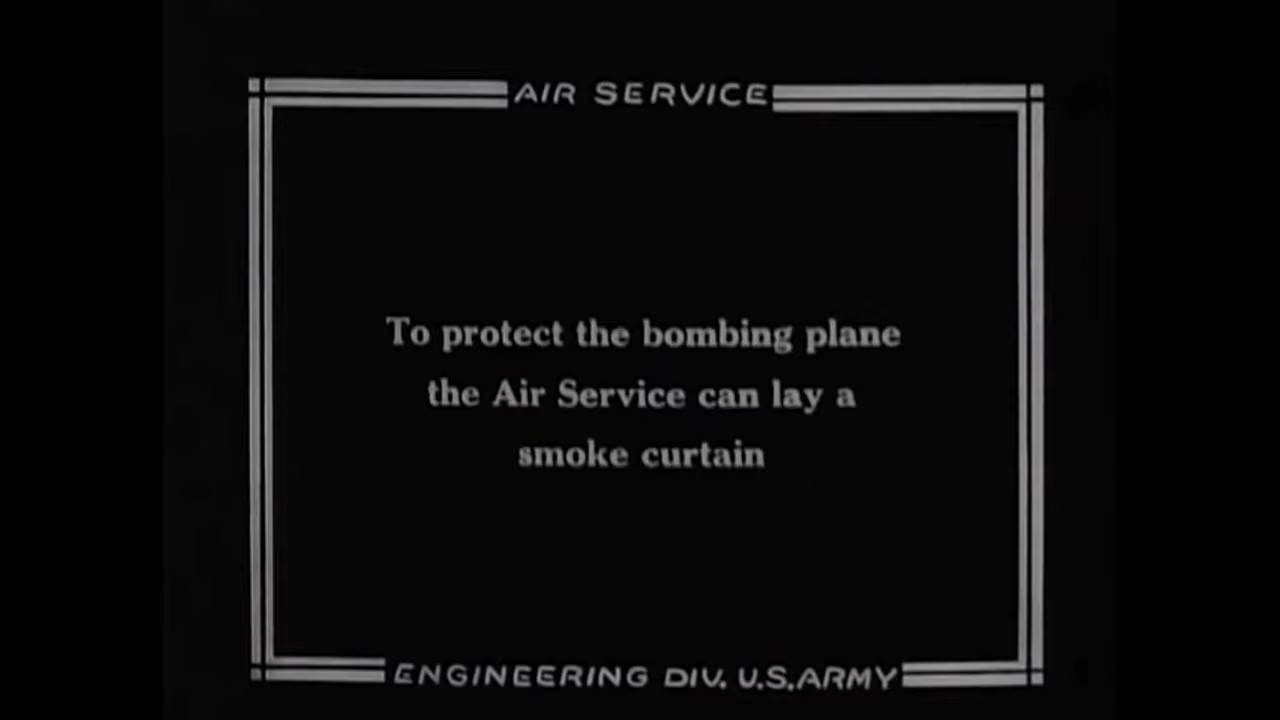 AIR SERVICE
To protect the bombing plane
the Air Service can lay a
smoke curtain
ENGINEERING DIV. U.S. ARMY